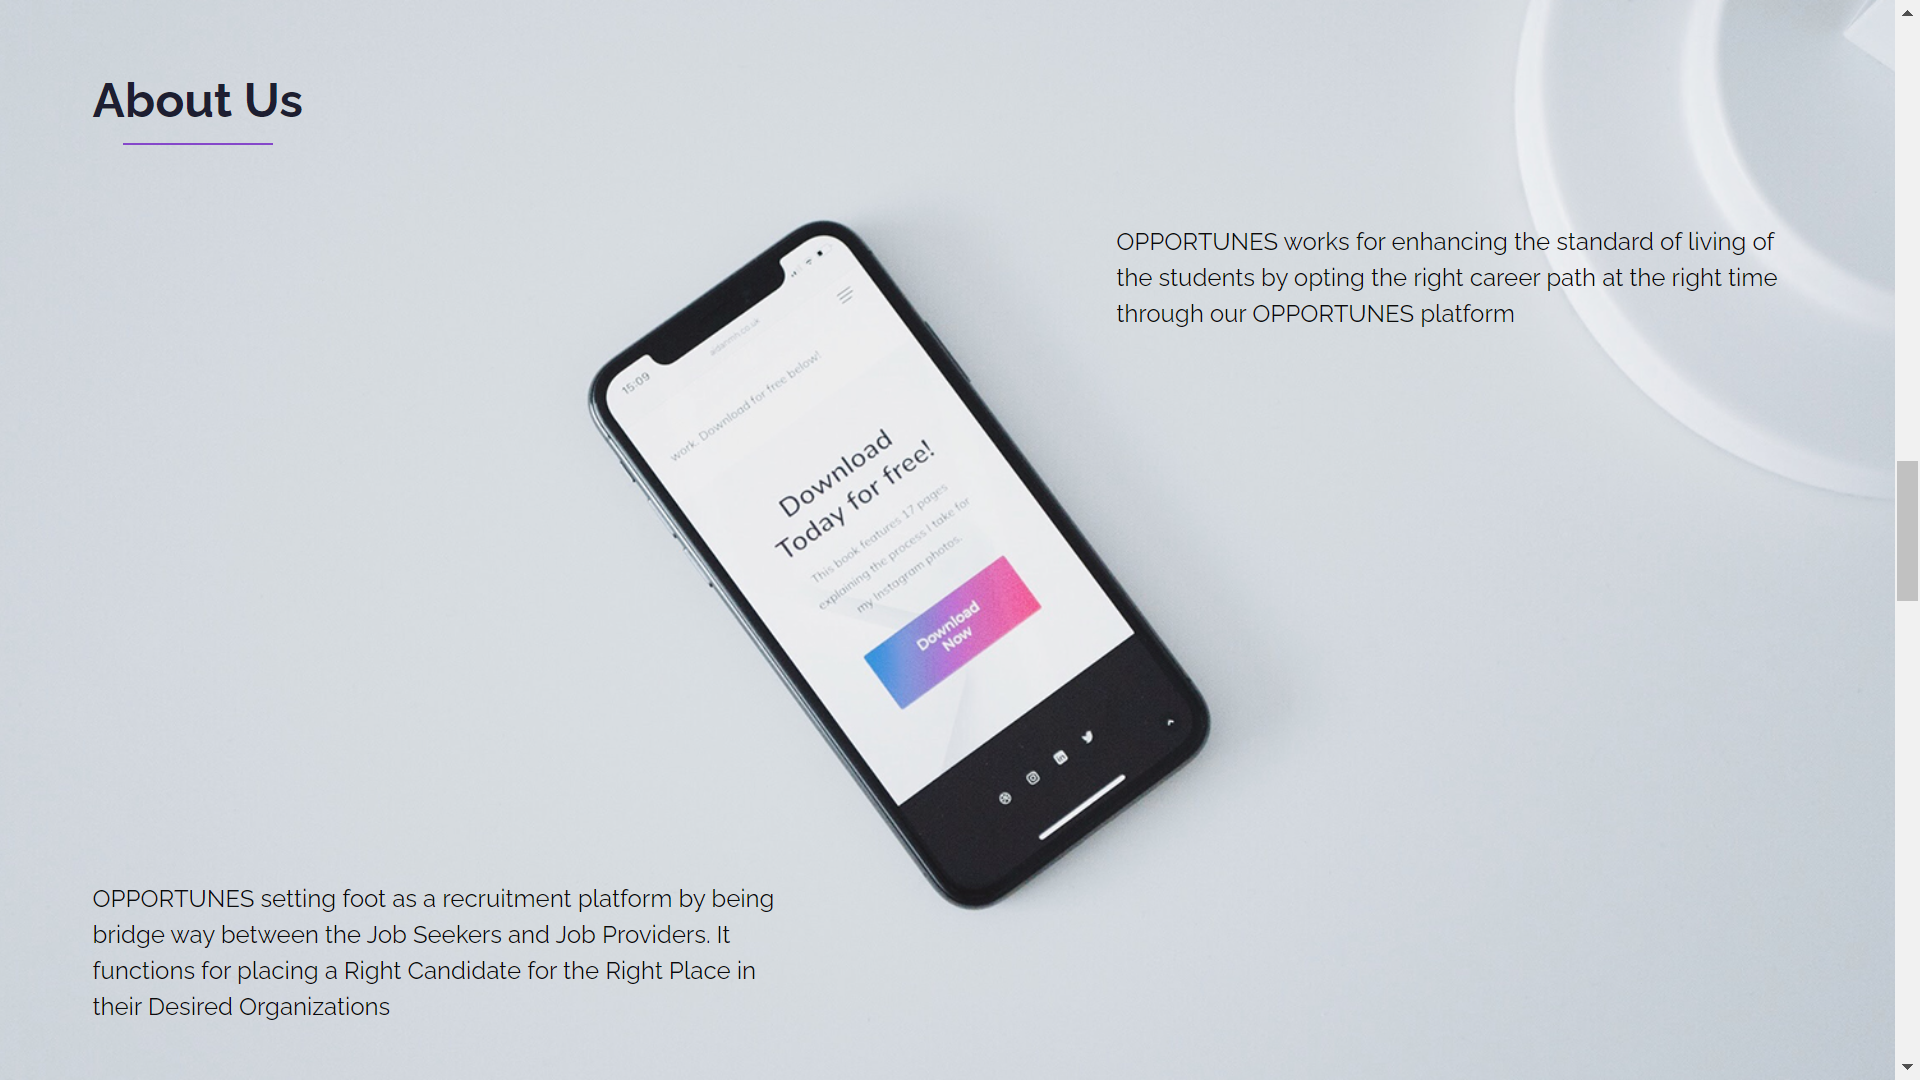 About Us
OPPORTUNES works for enhancing the standard of living of
the students by opting the right career path at the right time
through our OPPORTUNES platform
15:09
aidanmh.co.uk
work. Download for free below!
Download
Today for free!
This book features 17 pages
explaining the process I take for
my Instagram photos.
Download
Now
OPPORTUNES setting foot as a recruitment platform by being
bridge way between the Job Seekers and Job Providers. It
functions for placing a Right Candidate for the Right Place in
their Desired Organizations